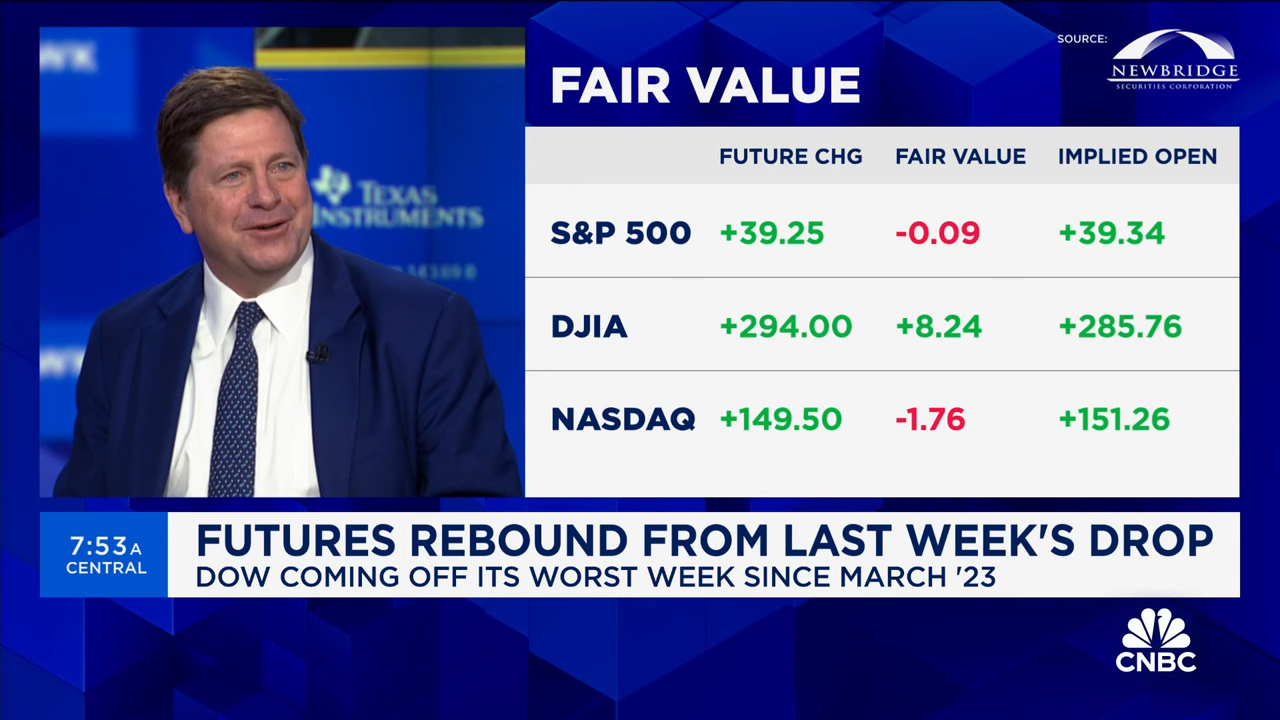 SOURCE:
NEWBRIDGE
SECURITIES CORPORATION
FAIR VALUE
FUTURE CHG FAIR VALUE IMPLIED OPEN
S&P 500 +39.25 -0.09 +39.34
DJIA +294.00 +8.24 +285.76
NASDAQ +149.50 -1.76 +151.26
TEXAS
INSTRUMENTS
7:53A
CENTRAL
FUTURES REBOUND FROM LAST WEEK'S DROP
DOW COMING OFF ITS WORST WEEK SINCE MARCH '23
CNBC